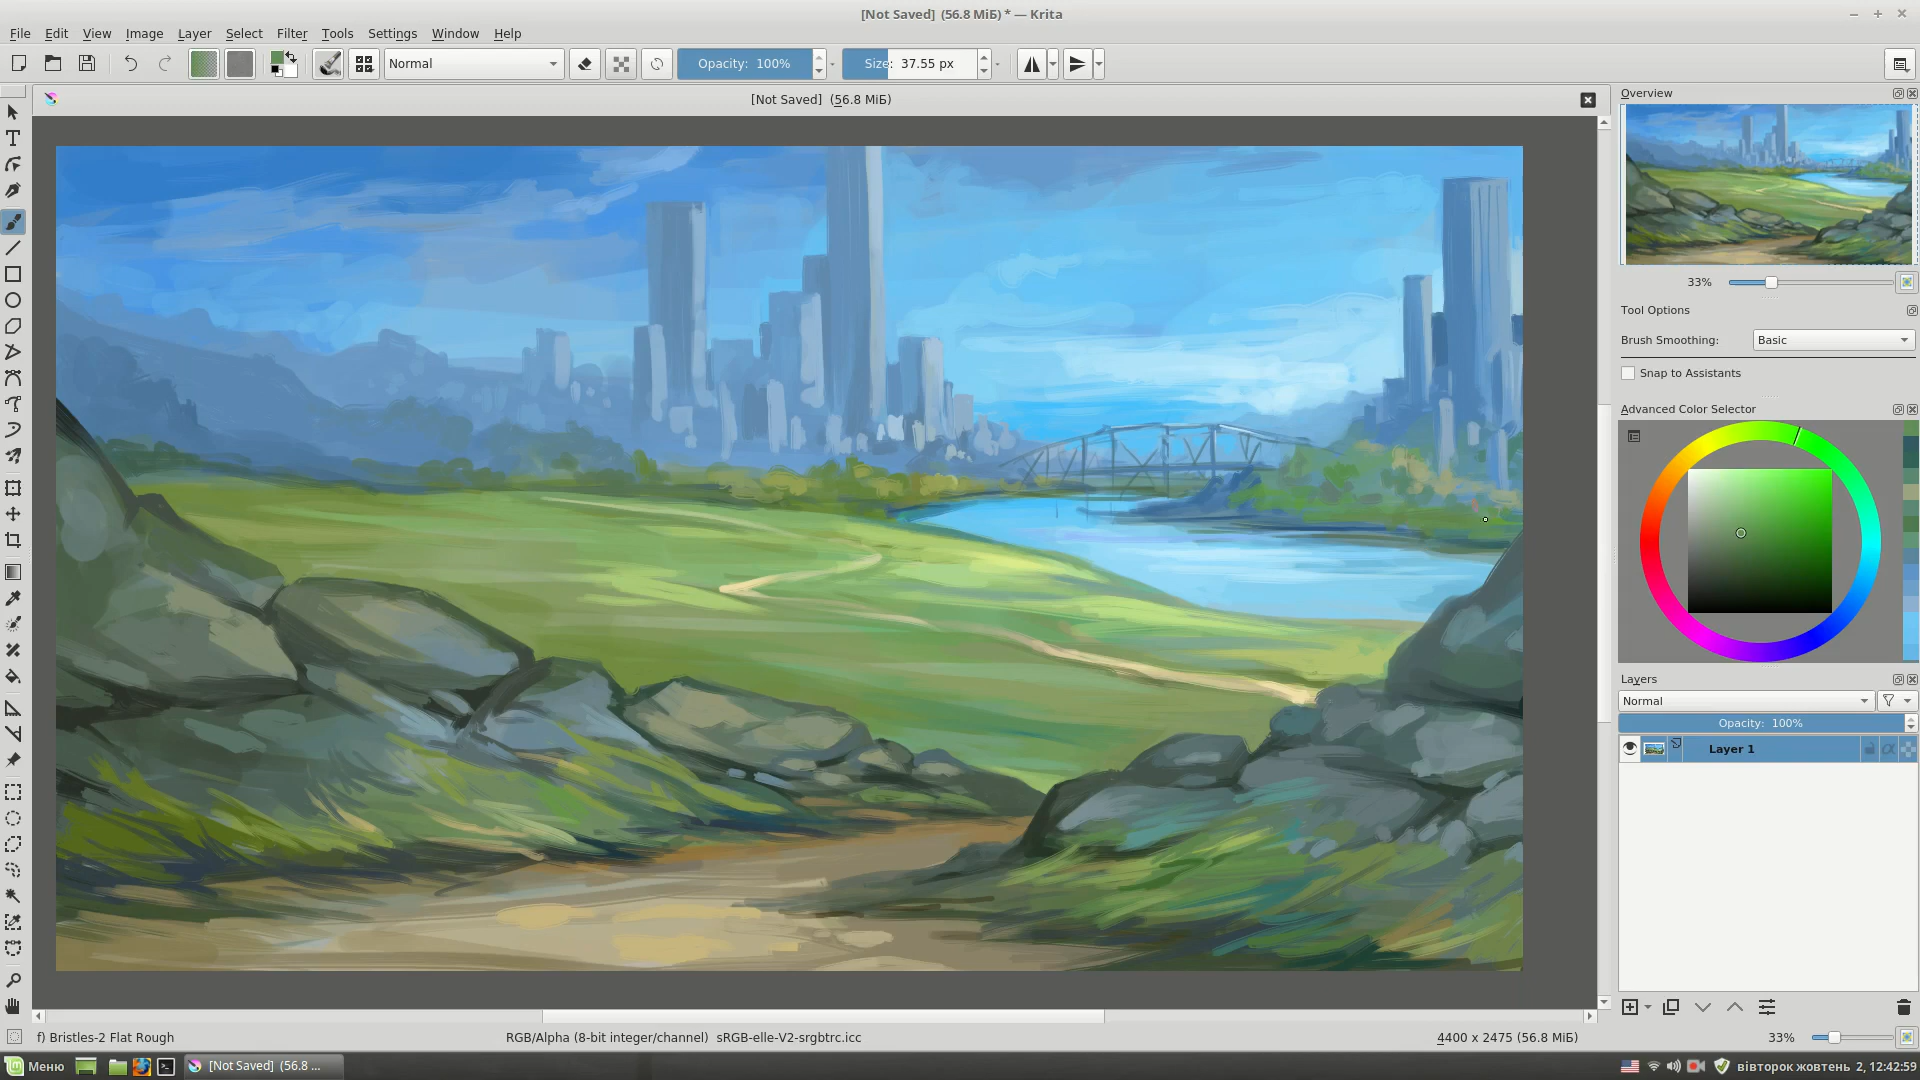 [Not Saved] (56.8 МіБ) * — Krita
File Edit View Image Layer Select Filter Tools Settings Window Help
Normal
Opacity: 100%
Size: 37.55 px
[Not Saved] (56.8 МіБ)
Overview
33%
Tool Options
Brush Smoothing: Basic
Snap to Assistants
Advanced Color Selector
Layers
Normal
Opacity: 100%
Layer 1
f) Bristles-2 Flat Rough
RGB/Alpha (8-bit integer/channel) sRGB-elle-V2-srgbtrc.icc
4400 x 2475 (56.8 МіБ)
33%
Меню
[Not Saved] (56.8 ...
вівторок жовтень 2, 12:42:59